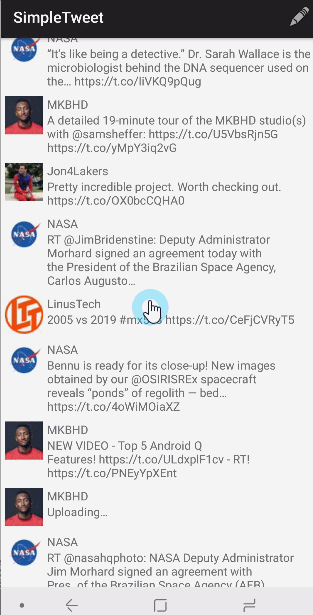 SimpleTweet
NASA
“It's like being a detective.” Dr. Sarah Wallace is the
microbiologist behind the DNA sequencer used on
the… https://t.co/liVKQ9pQug
MKBHD
A detailed 19-minute tour of the MKBHD studio(s)
with @samsheffer: https://t.co/U5VbsRjn5G
https://t.co/yMpY3iq2vG
Jon4Lakers
Pretty incredible project. Worth checking out.
https://t.co/OX0bcCQHA0
NASA
RT @JimBridenstine: Deputy Administrator
Morhard signed an agreement today with
the President of the Brazilian Space Agency,
Carlos Augusto…
LinusTech
2005 vs 2019 https://t.co/CeFjCVRyT5
NASA
Bennu is ready for its close-up! New images
obtained by our @OSIRISREx spacecraft
reveals “ponds” of regolith — bed…
https://t.co/4oWiMOiaXZ
MKBHD
NEW VIDEO - Top 5 Android Q
Features! https://t.co/ULdxplF1cv - RT!
https://t.co/PNEyYpXEnt
MKBHD
Uploading…
NASA
RT @nasahqphoto: NASA Deputy Administrator
Jim Morhard signed an agreement with
Pres. of the Brazilian Space Agency (AEB)